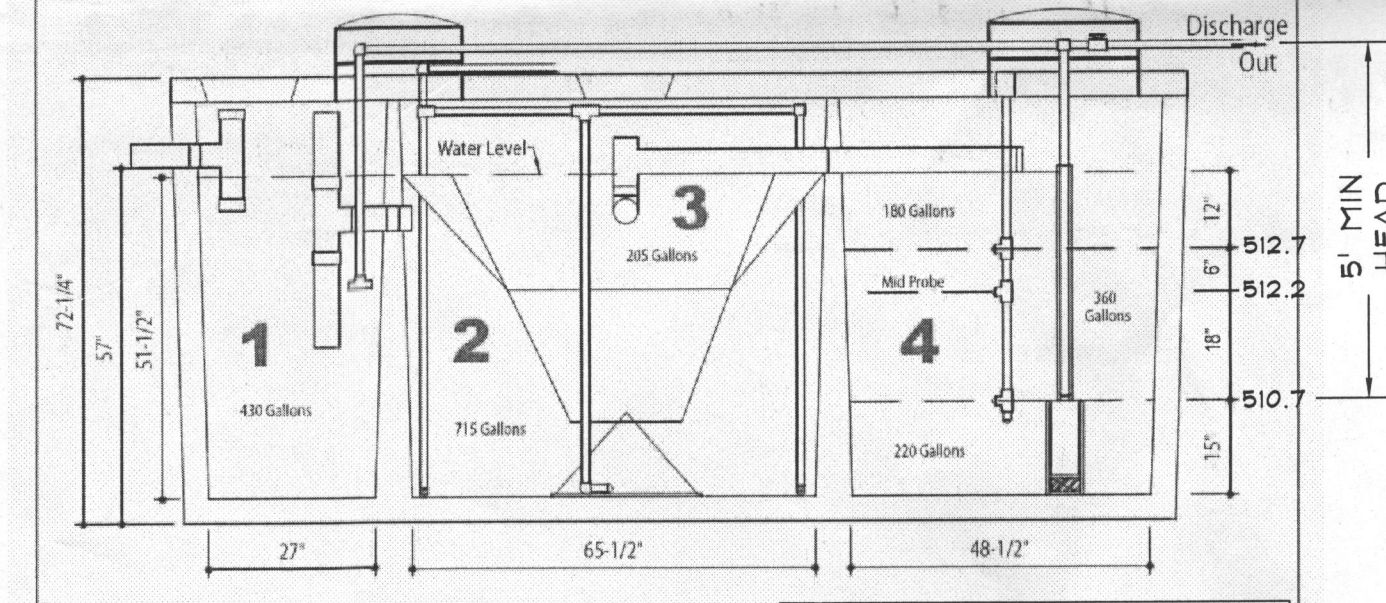 Discharge
Out
Water Level
1
2
3
4
430 Gallons
715 Gallons
205 Gallons
180 Gallons
Mid Probe
360
Gallons
220 Gallons
72-1/4"
57"
51-1/2"
27"
65-1/2"
48-1/2"
12"
6"
18"
15"
512.7
512.2
510.7
5' MIN
HEAD